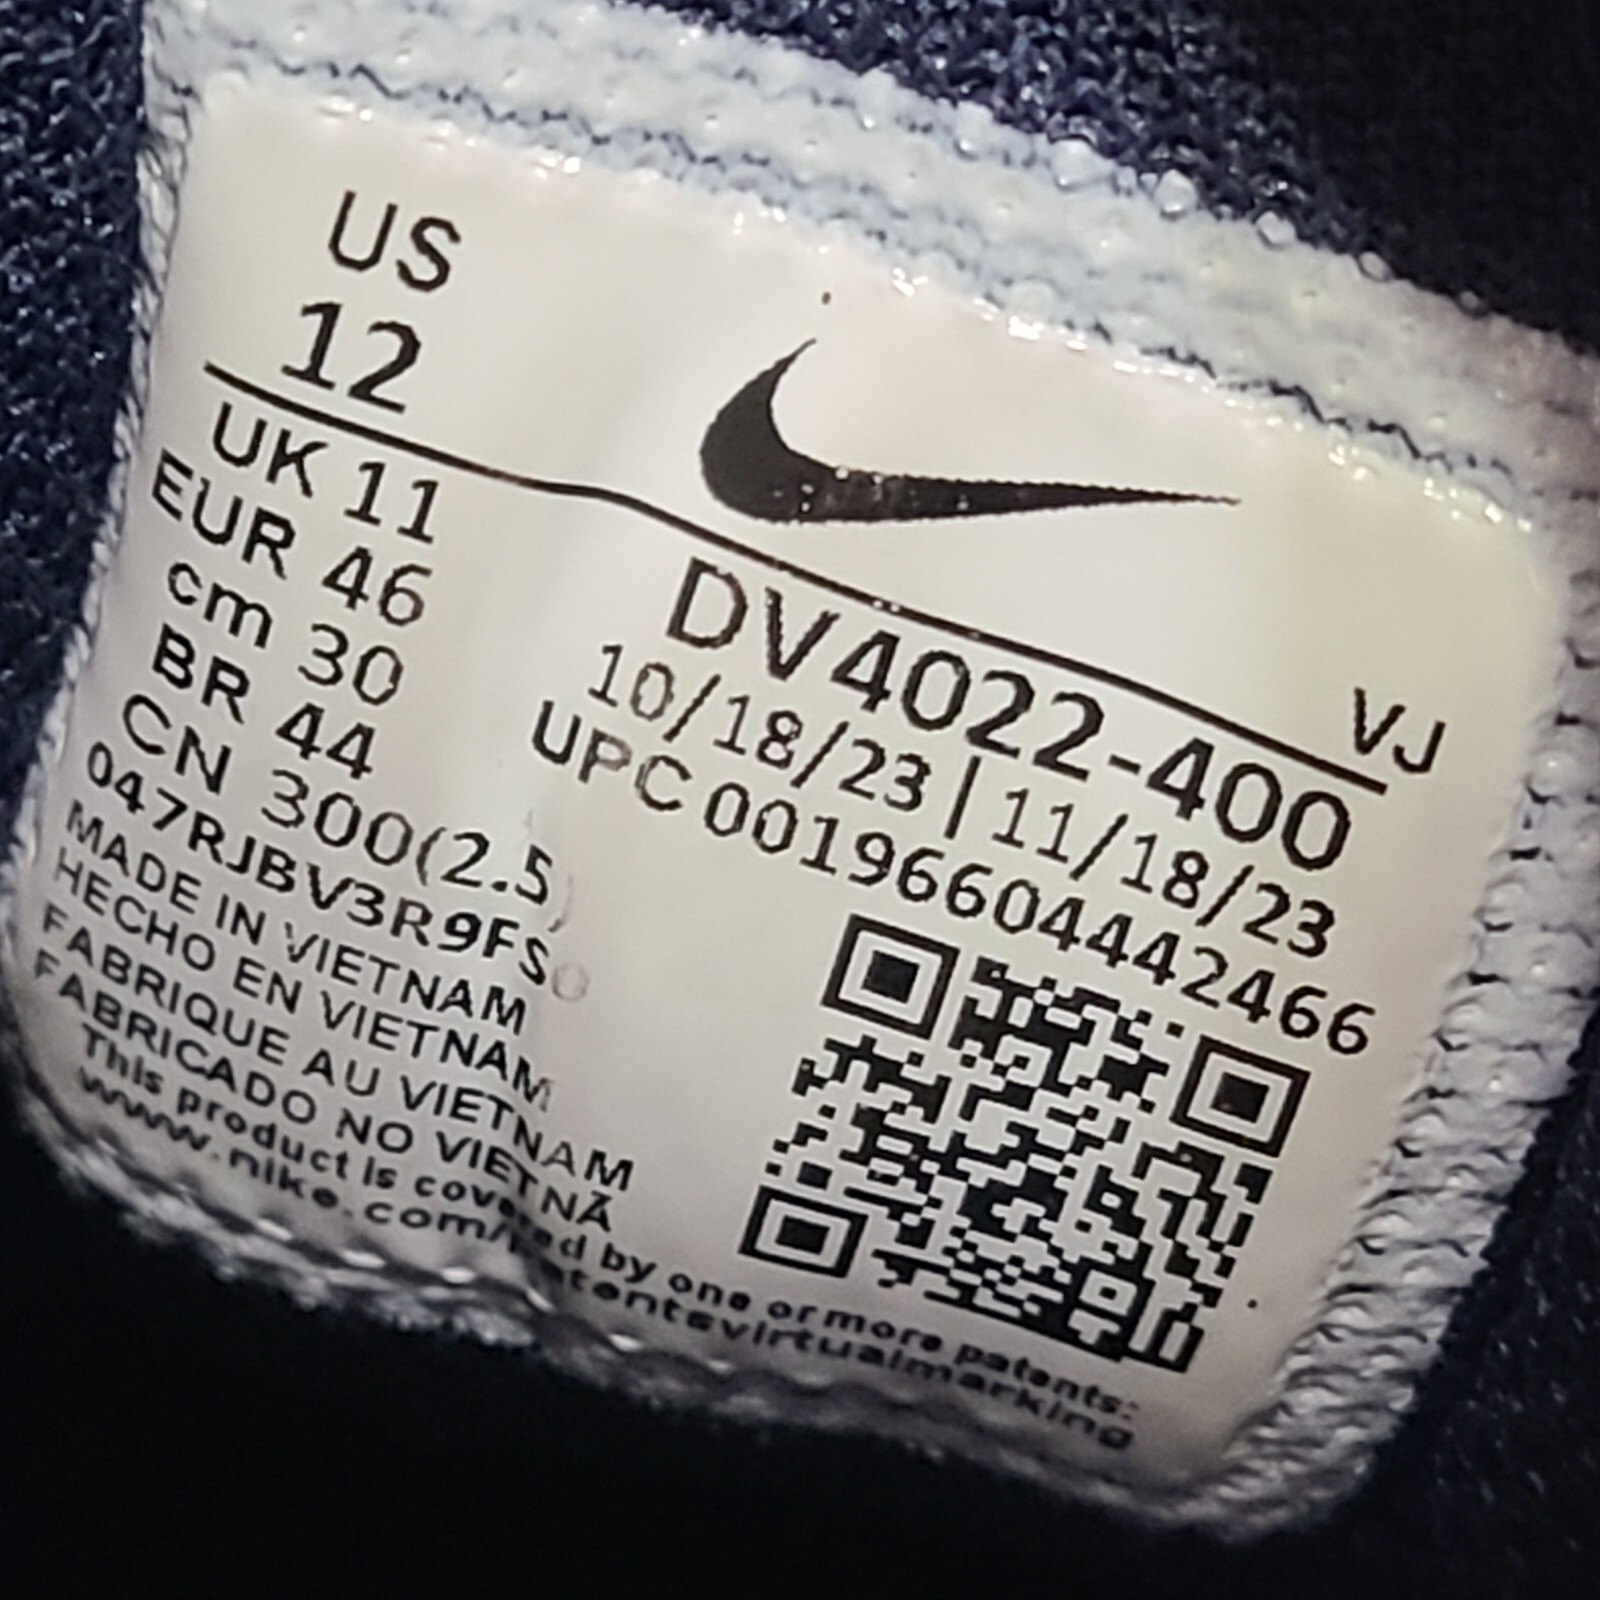 US
12
UK 11
EUR 46
cm 30
BR 44
CN 300(2.5)
047RJBV3R9FSO
MADE IN VIETNAM
HECHO EN VIETNAM
FABRIQUE AU VIETNAM
FABRICADO NO VIETNÃ
This product is covered by one or more patents:
www.nike.com/patentsvirtualmarking
VJ
DV4022-400
10/18/23 | 11/18/23
UPC 00196604442466